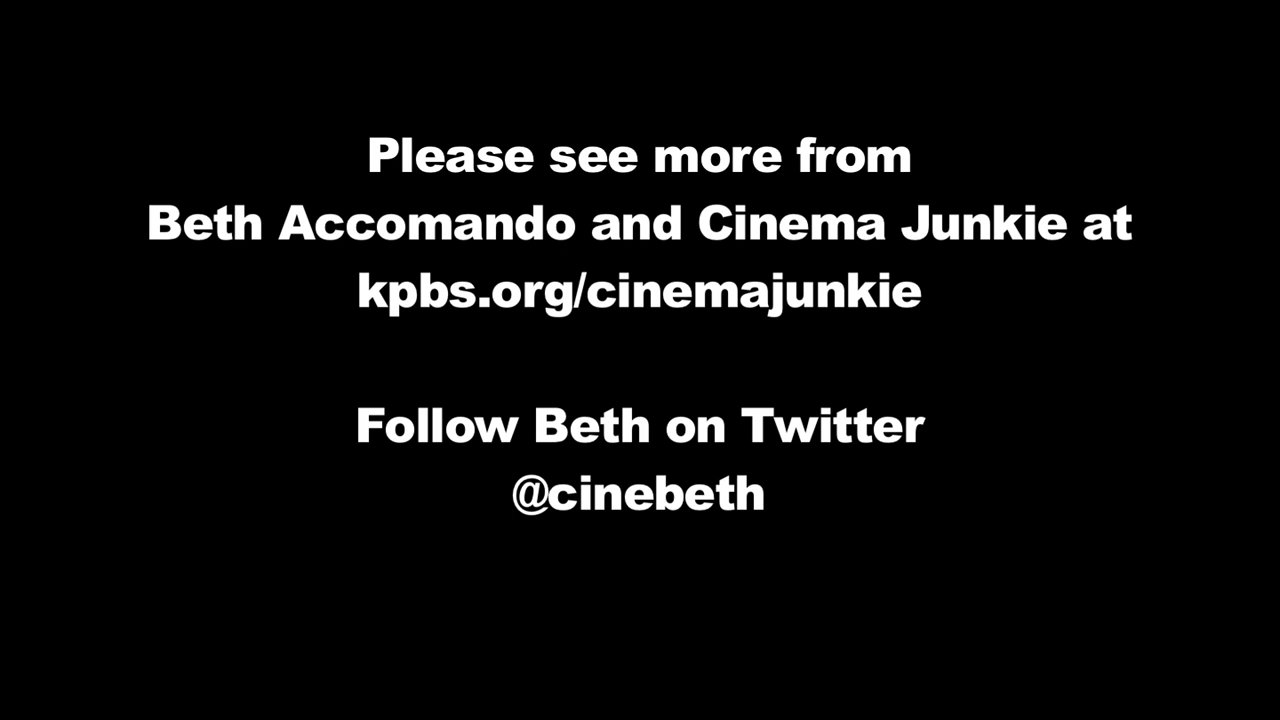 Please see more from
Beth Accomando and Cinema Junkie at
kpbs.org/cinemajunkie
Follow Beth on Twitter
@cinebeth